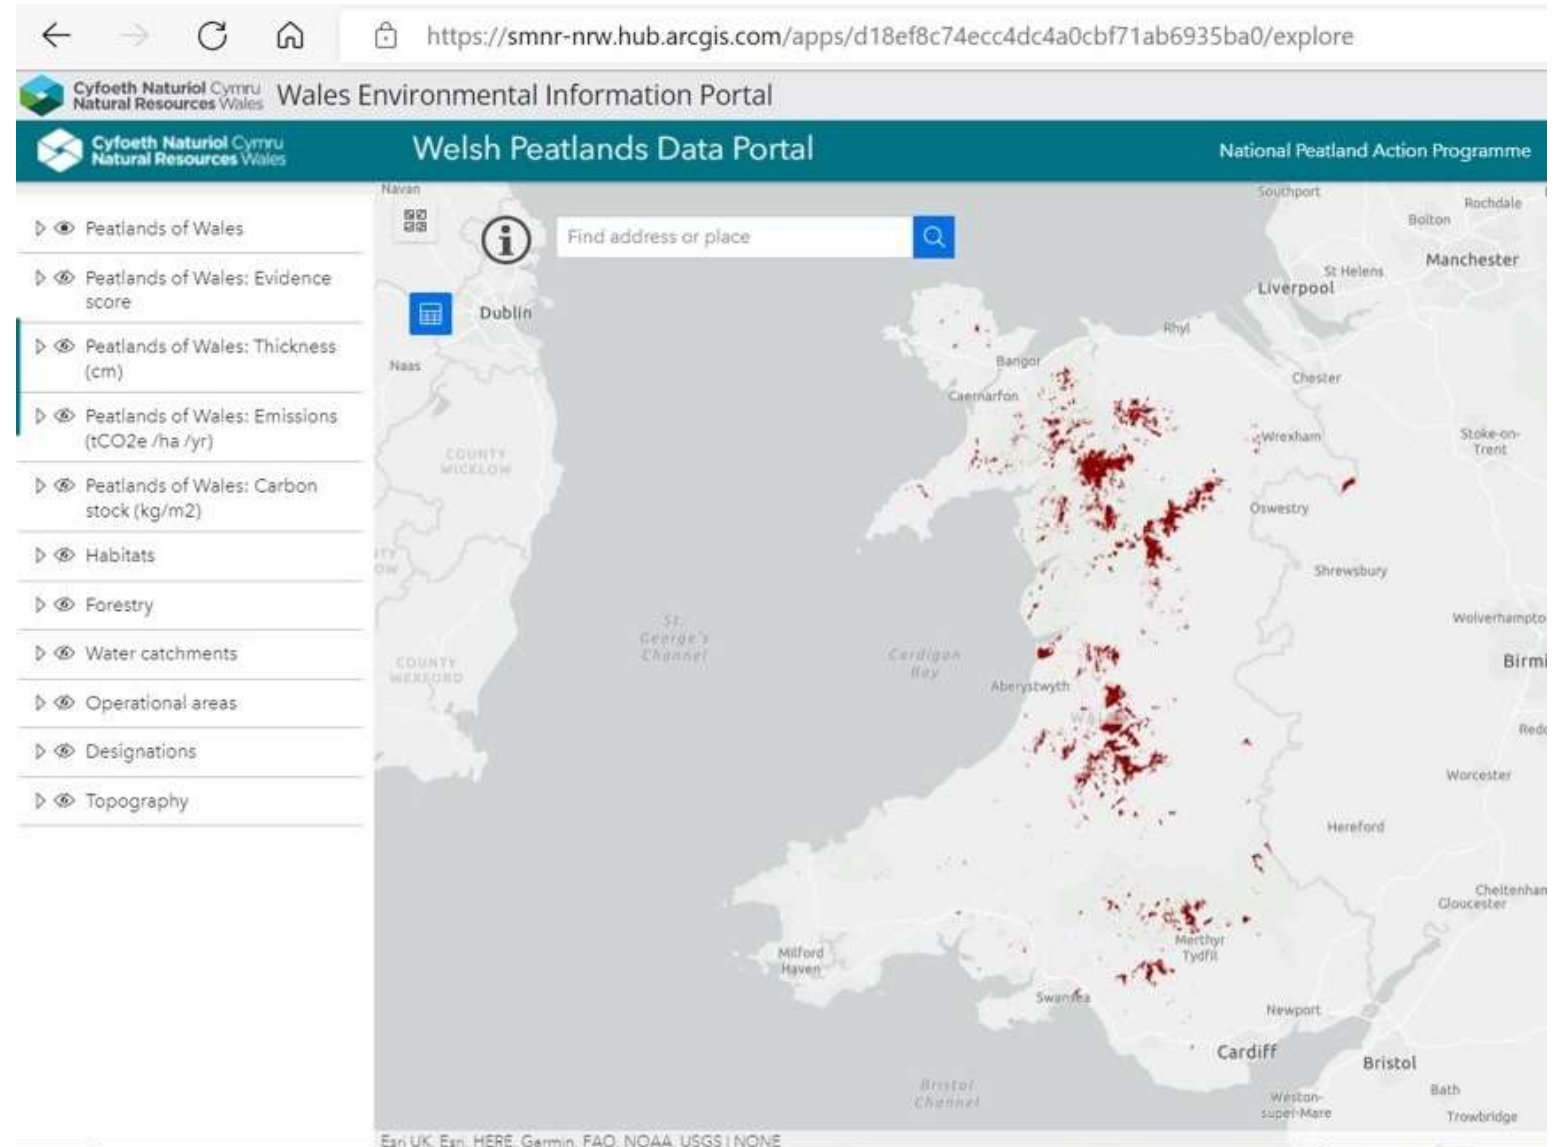 https://smnr-nrw.hub.arcgis.com/apps/d18ef8c74ecc4dc4a0cbf71ab6935ba0/explore
Cyfoeth Naturiol Cymru
Natural Resources Wales
Wales Environmental Information Portal
Cyfoeth Naturiol Cymru
Natural Resources Wales
Welsh Peatlands Data Portal
National Peatland Action Programme
Peatlands of Wales
Peatlands of Wales: Evidence
score
Peatlands of Wales: Thickness
(cm)
Peatlands of Wales: Emissions
(tCO2e /ha /yr)
Peatlands of Wales: Carbon
stock (kg/m2)
Habitats
Forestry
Water catchments
Operational areas
Designations
Topography
Find address or place
Navan
Southport
Rochdale
Bolton
Manchester
St Helens
Liverpool
Dublin
Rhyl
Naas
Bangor
Chester
Caernarfon
Wrexham
Stoke-on-
Trent
COUNTY
WICKLOW
Oswestry
Shrewsbury
St.
George's
Channel
Wolverhampto
Cardigan
Bay
Birmi
COUNTY
WEXFORD
Aberystwyth
Redd
Worcester
Hereford
Cheltenham
Gloucester
Merthyr
Tydfil
Milford
Haven
Swansea
Newport
Cardiff
Bristol
Bristol
Channel
Bath
Weston-
super-Mare
Trowbridge
Esri UK, Esri, HERE, Garmin, FAO, NOAA, USGS | NONE